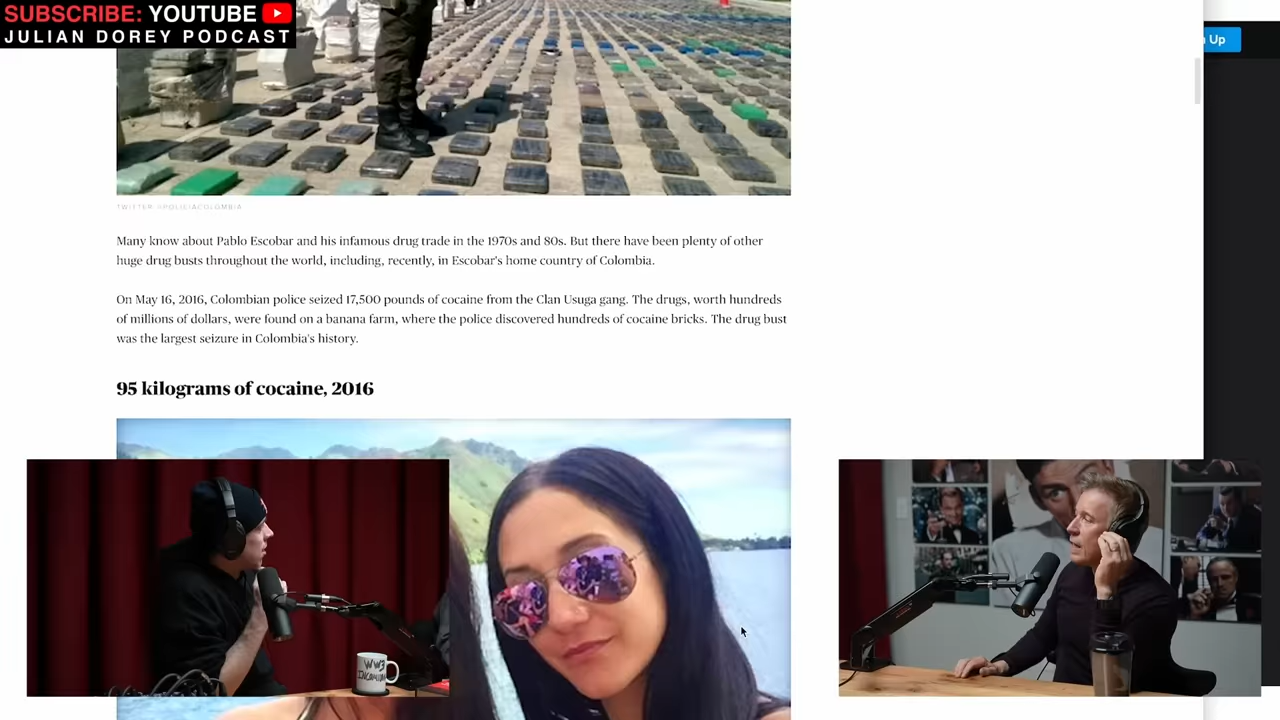 SUBSCRIBE: YOUTUBE
JULIAN DOREY PODCAST
Up
Many know about Pablo Escobar and his infamous drug trade in the 1970s and 80s. But there have been plenty of other
huge drug busts throughout the world, including, recently, in Escobar's home country of Colombia.
On May 16, 2016, Colombian police seized 17,500 pounds of cocaine from the Clan Usuga gang. The drugs, worth hundreds
of millions of dollars, were found on a banana farm, where the police discovered hundreds of cocaine bricks. The drug bust
was the largest seizure in Colombia's history.
95 kilograms of cocaine, 2016
WW3